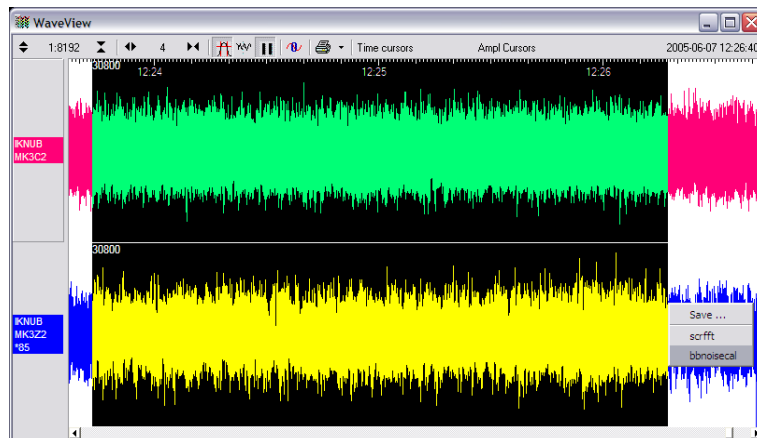 WaveView
1:8192 4 Time cursors Ampl Cursors 2005-06-07 12:26:40
30800 12:24 12:25 12:26
IKNUB
MK3C2
30800
IKNUB
MK3Z2
*85
Save ...
scrfft
bbnoisecal